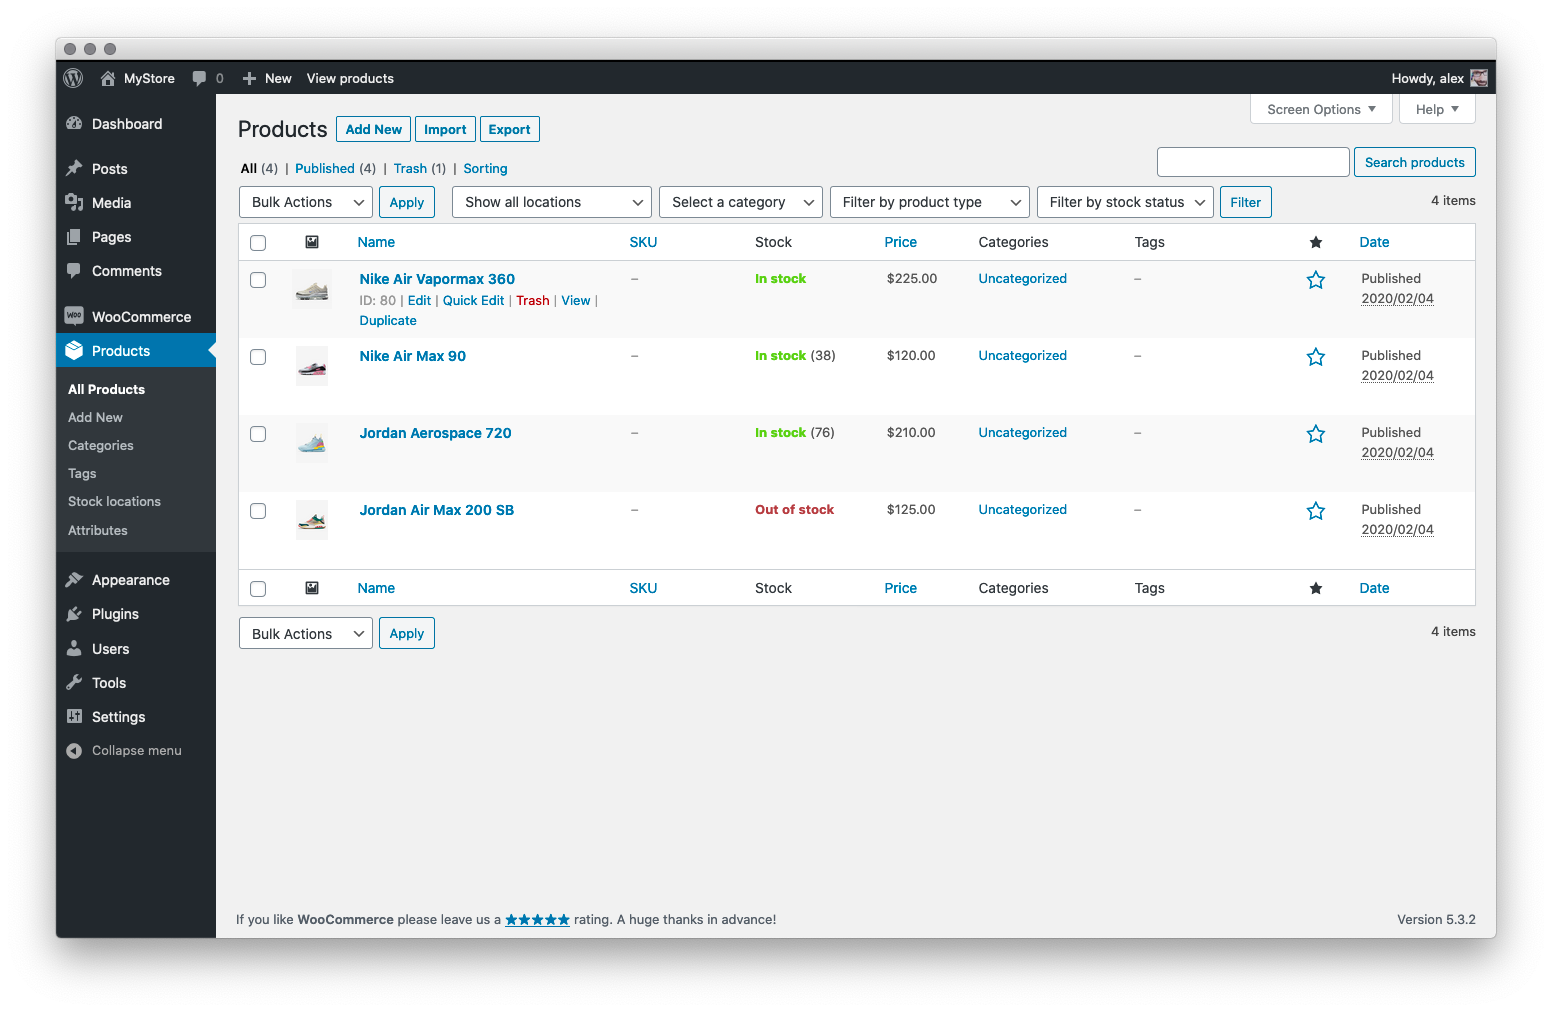 MyStore 0 New View products Howdy, alex
Screen Options Help
Dashboard
Posts
Media
Pages
Comments
WooCommerce
Products
All Products
Add New
Categories
Tags
Stock locations
Attributes
Appearance
Plugins
Users
Tools
Settings
Collapse menu
Products Add New Import Export
All (4) | Published (4) | Trash (1) | Sorting
Search products
Bulk Actions Apply Show all locations Select a category Filter by product type Filter by stock status Filter 4 items
Name SKU Stock Price Categories Tags Date
Nike Air Vapormax 360 – In stock $225.00 Uncategorized – Published
ID: 80 | Edit | Quick Edit | Trash | View | 2020/02/04
Duplicate
Nike Air Max 90 – In stock (38) $120.00 Uncategorized – Published
2020/02/04
Jordan Aerospace 720 – In stock (76) $210.00 Uncategorized – Published
2020/02/04
Jordan Air Max 200 SB – Out of stock $125.00 Uncategorized – Published
2020/02/04
Name SKU Stock Price Categories Tags Date
Bulk Actions Apply 4 items
If you like WooCommerce please leave us a ★★★★★ rating. A huge thanks in advance! Version 5.3.2